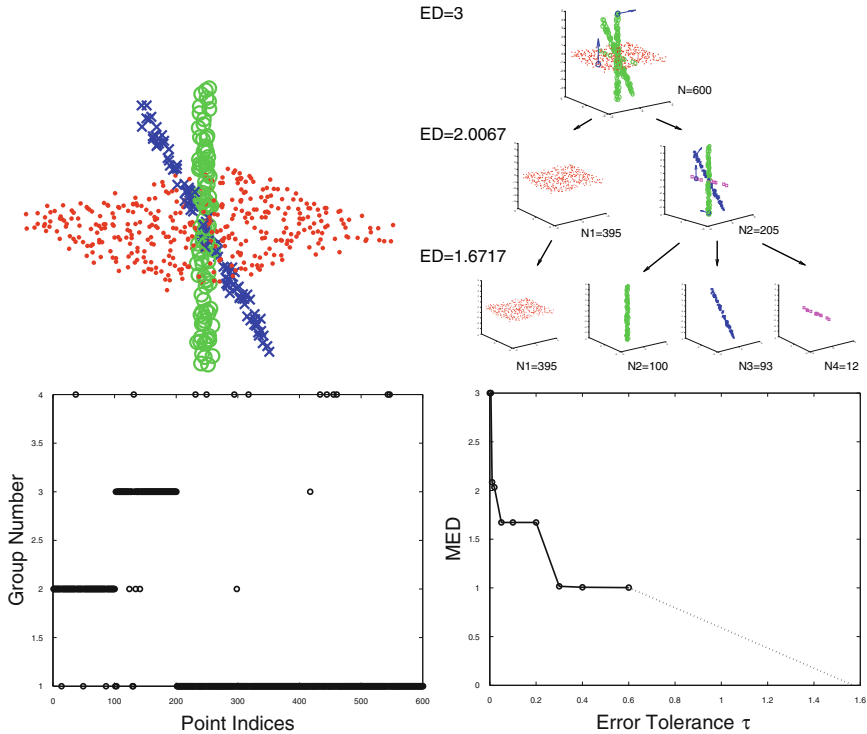 ED=3
N=600
ED=2.0067
N1=395
N2=205
ED=1.6717
N1=395
N2=100
N3=93
N4=12
4
3.5
3
2.5
2
1.5
1
0
100
200
300
400
500
600
Group Number
Point Indices
3
2.5
2
1.5
1
0.5
0
0
0.2
0.4
0.6
0.8
1
1.2
1.4
1.6
MED
Error Tolerance τ